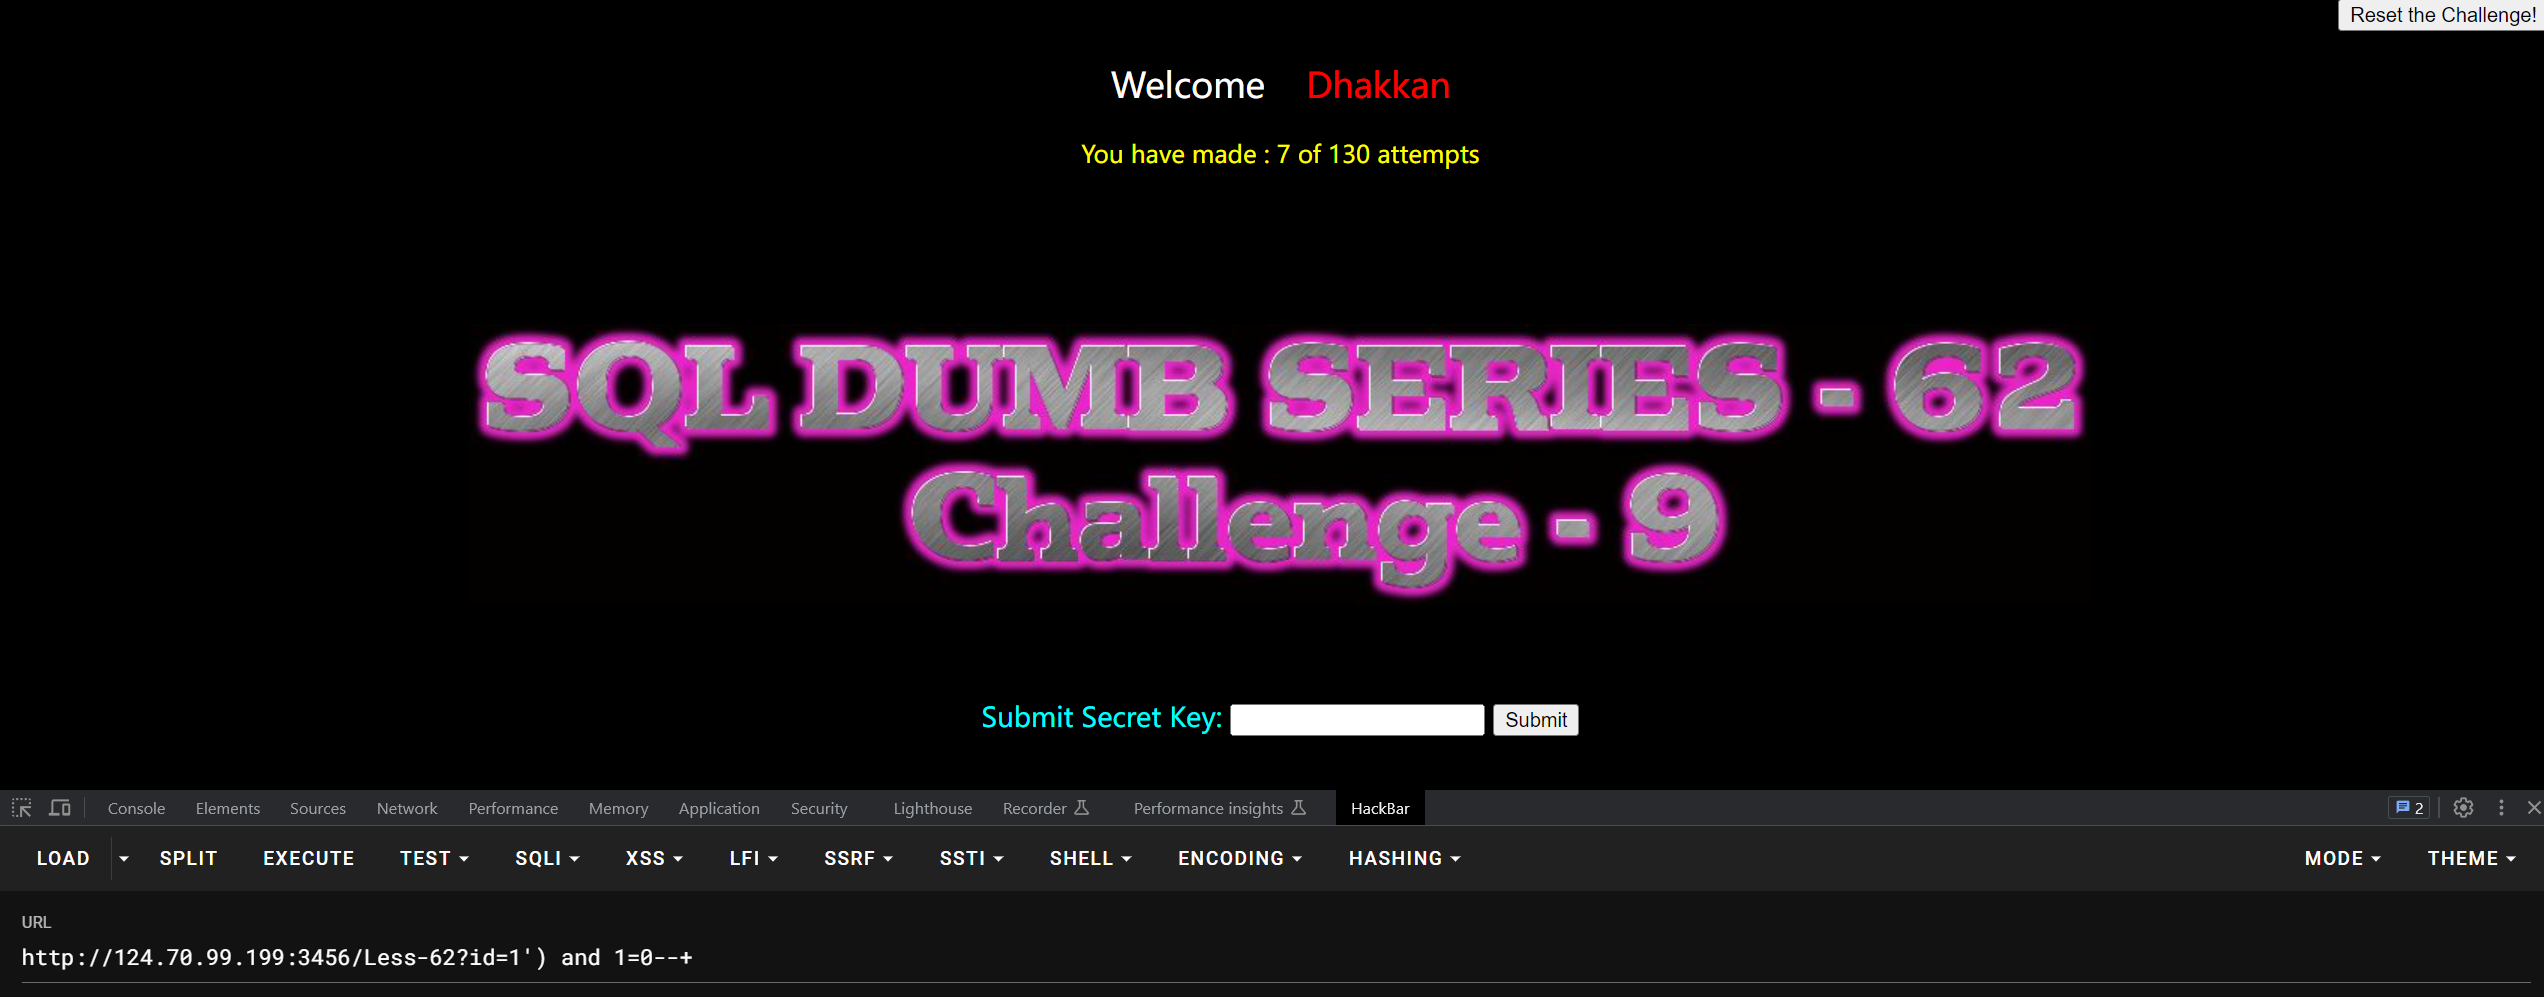 Reset the Challenge!
Welcome Dhakkan
You have made : 7 of 130 attempts
SQL DUMB SERIES - 62
Challenge - 9
Submit Secret Key: Submit
Console Elements Sources Network Performance Memory Application Security Lighthouse Recorder Performance insights HackBar 2
LOAD SPLIT EXECUTE TEST SQLI XSS LFI SSRF SSTI SHELL ENCODING HASHING MODE THEME
URL
http://124.70.99.199:3456/Less-62?id=1') and 1=0--+